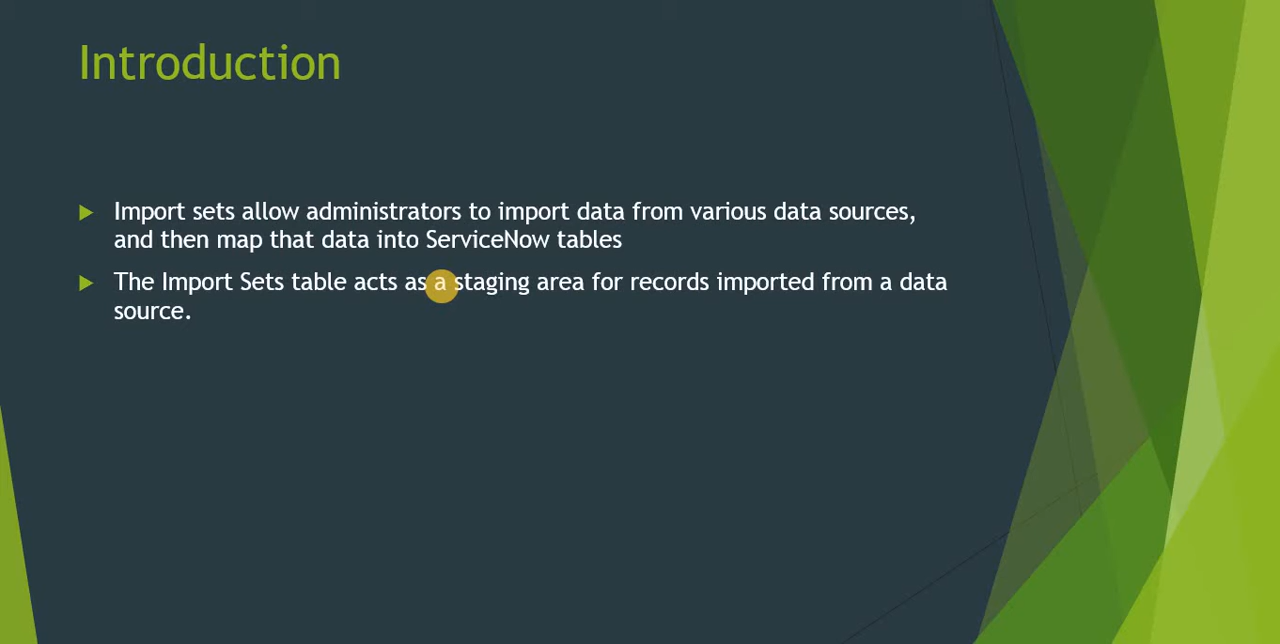 Introduction
Import sets allow administrators to import data from various data sources,
and then map that data into ServiceNow tables
The Import Sets table acts as a staging area for records imported from a data
source.